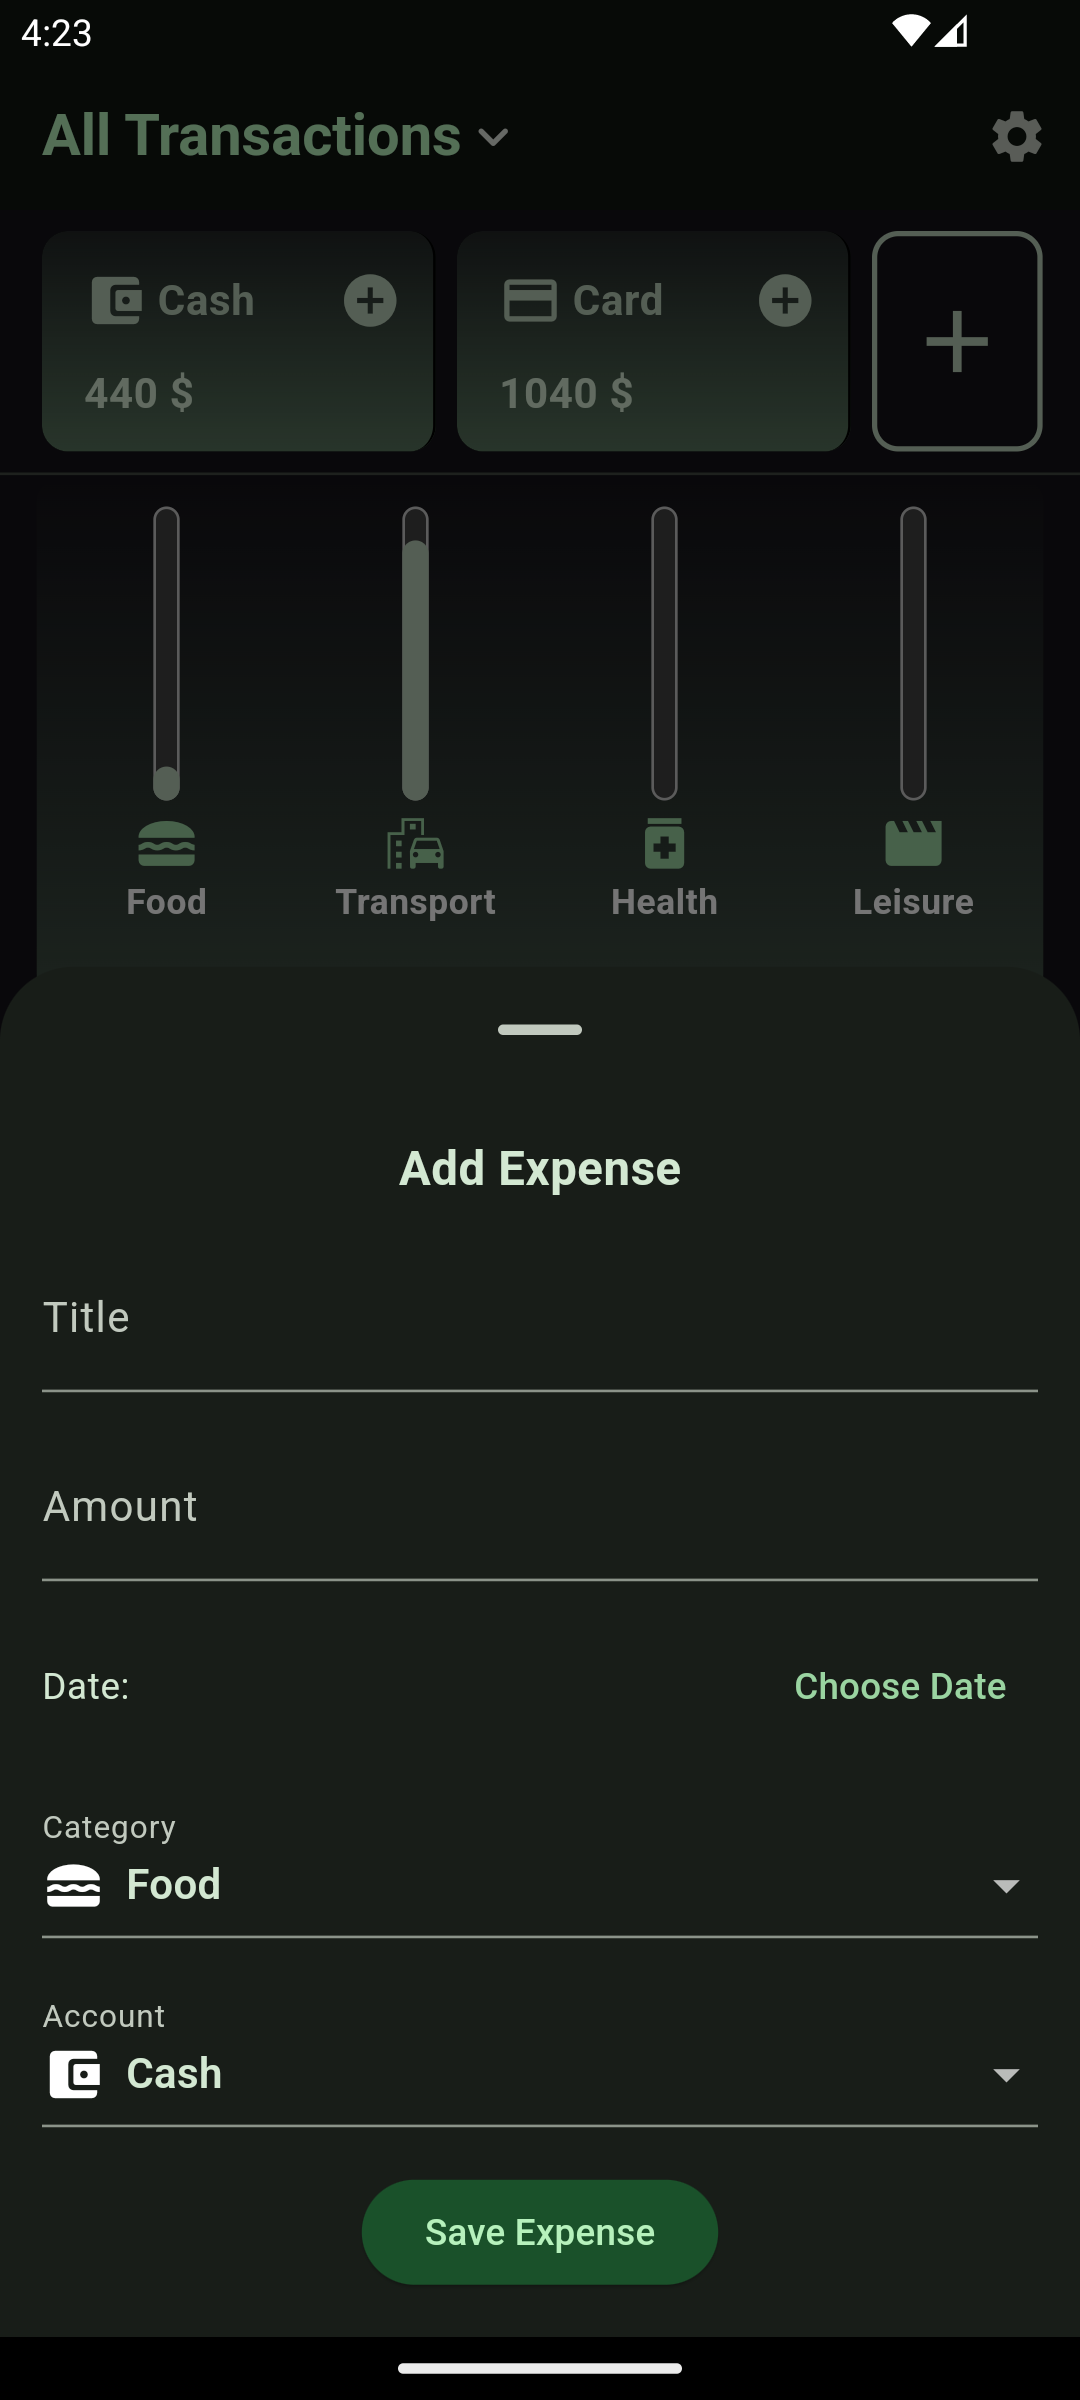 4:23
All Transactions
Cash
Card
440 $
1040 $
Food Transport Health Leisure
Add Expense
Title
Amount
Date: Choose Date
Category
Food
Account
Cash
Save Expense